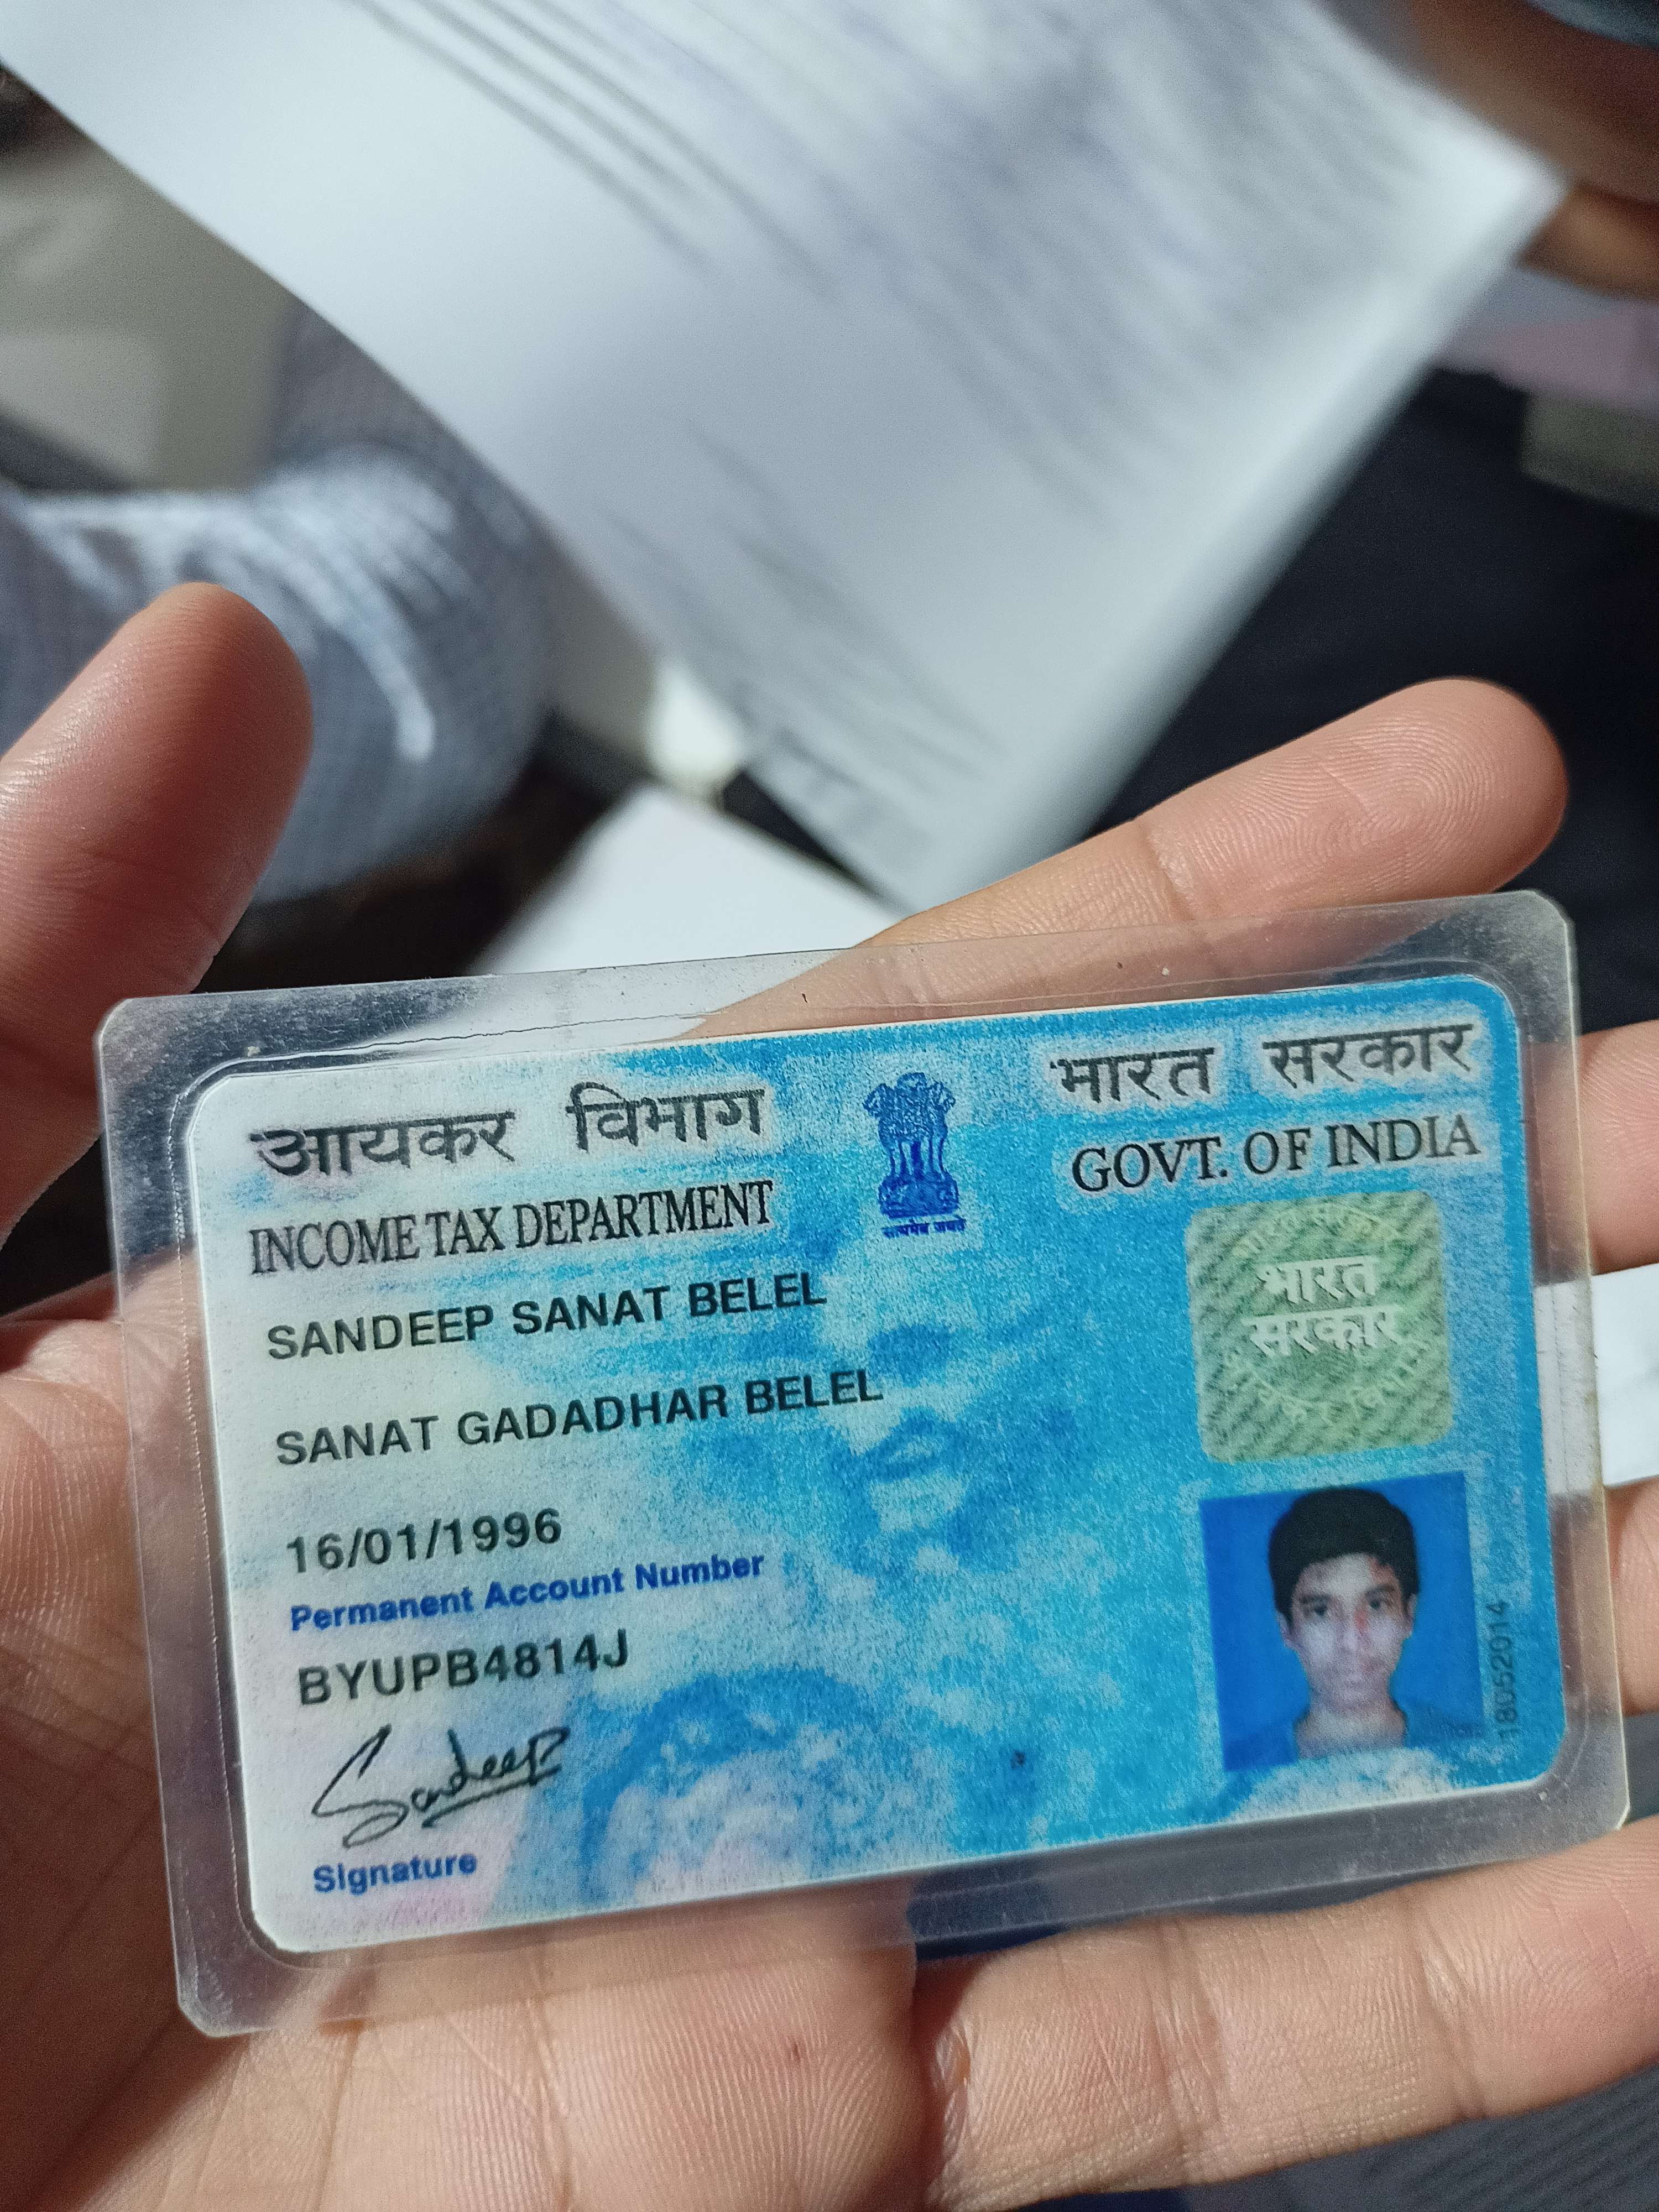 आयकर विभाग
INCOME TAX DEPARTMENT
सत्यमेव जयते
भारत सरकार
GOVT. OF INDIA
SANDEEP SANAT BELEL
SANAT GADADHAR BELEL
16/01/1996
Permanent Account Number
BYUPB4814J
Sandeep
Signature
भारत
सरकार
18052014